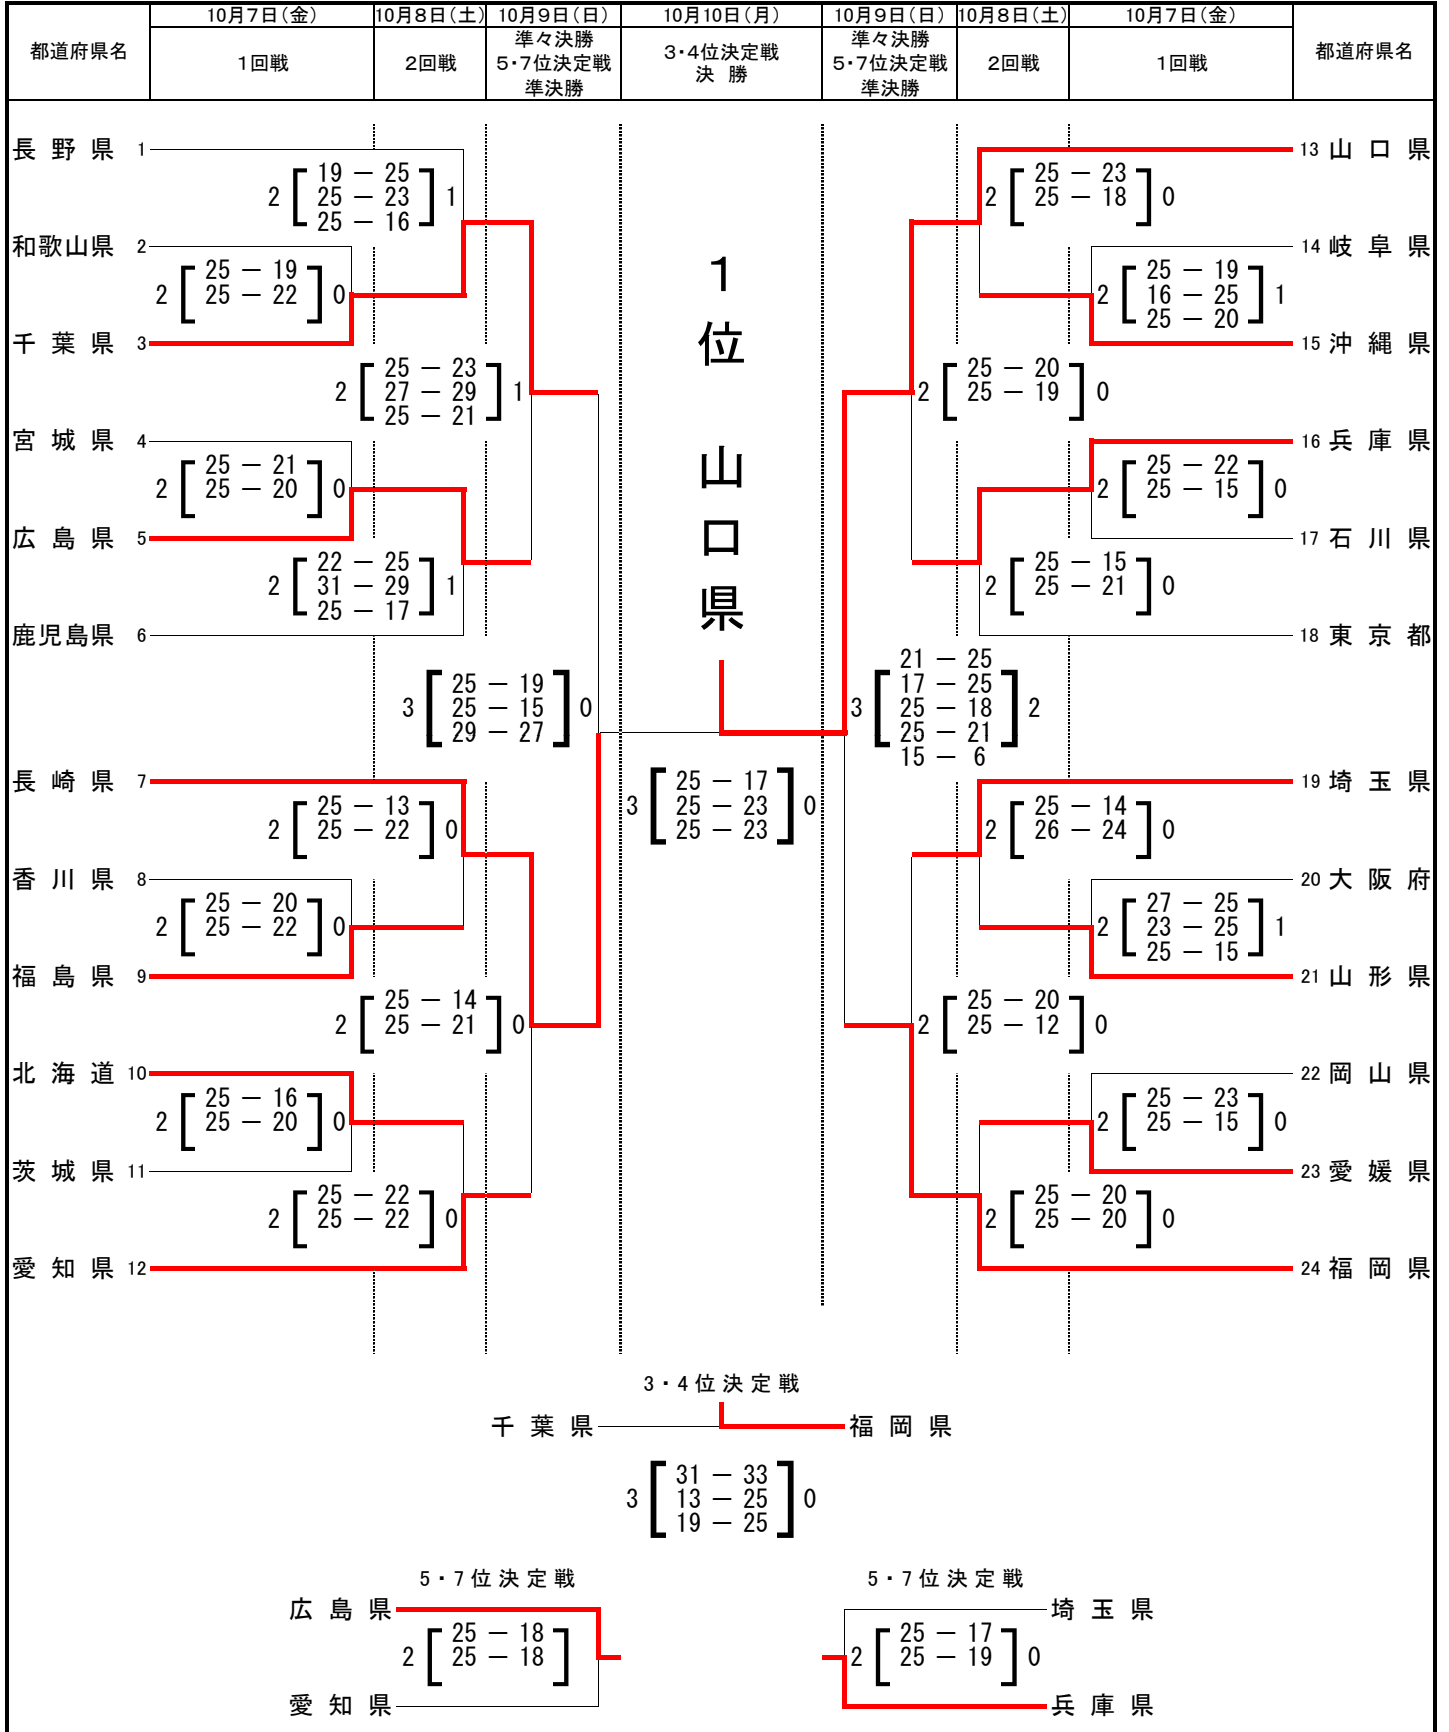 都道府県名 10月7日(金) 10月8日(土) 10月9日(日) 10月10日(月) 10月9日(日) 10月8日(土) 10月7日(金) 都道府県名
1回戦 2回戦 準々決勝 5・7位決定戦 準決勝 3・4位決定戦 決 勝 準々決勝 5・7位決定戦 準決勝 2回戦 1回戦
長野県 1
2 [ 19 － 25
25 － 23
25 － 16 ] 1
和歌山県 2
2 [ 25 － 19
25 － 22 ] 0
千葉県 3
2 [ 25 － 23
27 － 29
25 － 21 ] 1
宮城県 4
2 [ 25 － 21
25 － 20 ] 0
広島県 5
2 [ 22 － 25
31 － 29
25 － 17 ] 1
鹿児島県 6
3 [ 25 － 19
25 － 15
29 － 27 ] 0
長崎県 7
2 [ 25 － 13
25 － 22 ] 0
香川県 8
2 [ 25 － 20
25 － 22 ] 0
福島県 9
2 [ 25 － 14
25 － 21 ] 0
北海道 10
2 [ 25 － 16
25 － 20 ] 0
茨城県 11
2 [ 25 － 22
25 － 22 ] 0
愛知県 12
1位 山口県
3 [ 25 － 17
25 － 23
25 － 23 ] 0
13 山口県
2 [ 25 － 23
25 － 18 ] 0
14 岐阜県
2 [ 25 － 19
16 － 25
25 － 20 ] 1
15 沖縄県
2 [ 25 － 20
25 － 19 ] 0
16 兵庫県
2 [ 25 － 22
25 － 15 ] 0
17 石川県
2 [ 25 － 15
25 － 21 ] 0
18 東京都
3 [ 21 － 25
17 － 25
25 － 18
25 － 21
15 － 6 ] 2
19 埼玉県
2 [ 25 － 14
26 － 24 ] 0
20 大阪府
2 [ 27 － 25
23 － 25
25 － 15 ] 1
21 山形県
2 [ 25 － 20
25 － 12 ] 0
22 岡山県
2 [ 25 － 23
25 － 15 ] 0
23 愛媛県
2 [ 25 － 20
25 － 20 ] 0
24 福岡県
3・4位決定戦
千葉県 福岡県
3 [ 31 － 33
13 － 25
19 － 25 ] 0
5・7位決定戦
広島県
2 [ 25 － 18
25 － 18 ]
愛知県
5・7位決定戦
埼玉県
2 [ 25 － 17
25 － 19 ] 0
兵庫県